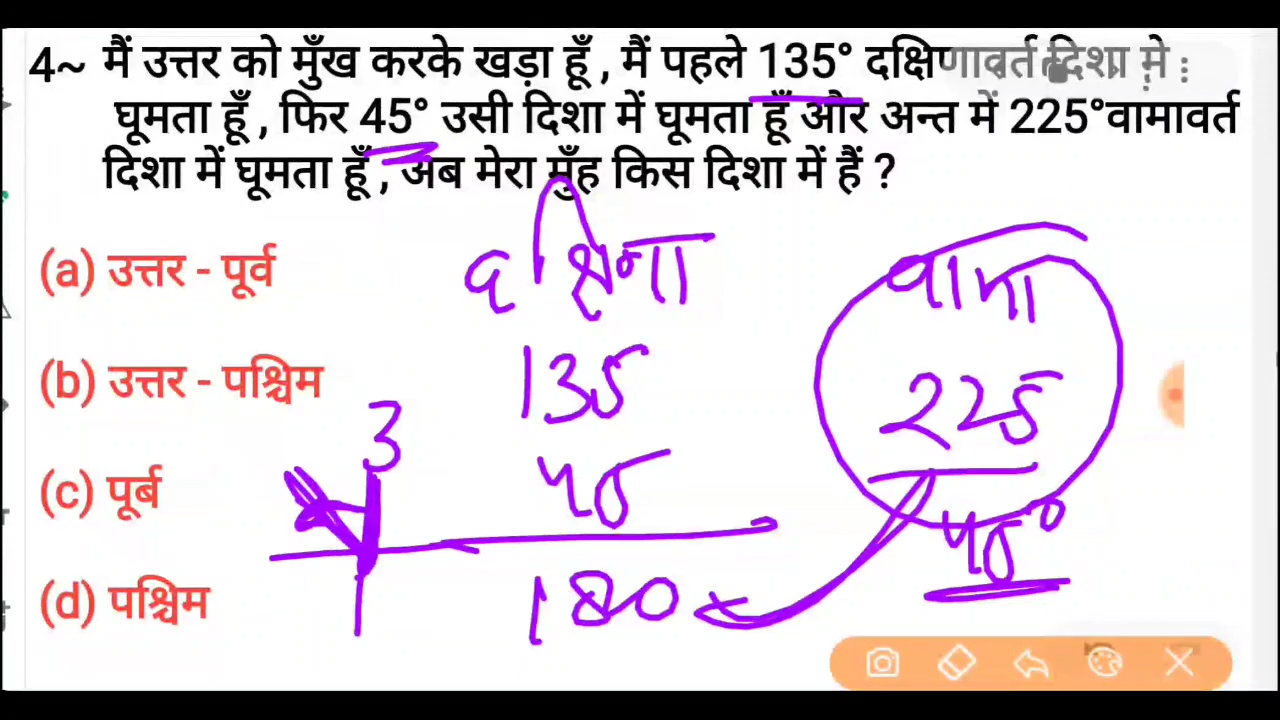 4~ मैं उत्तर को मुँख करके खड़ा हूँ , मैं पहले 135° दक्षिणावर्त दिशा मे
घूमता हूँ , फिर 45° उसी दिशा में घूमता हूँ और अन्त में 225°वामावर्त
दिशा में घूमता हूँ , अब मेरा मुँह किस दिशा में हैं ?
(a) उत्तर - पूर्व
(b) उत्तर - पश्चिम
(c) पूर्ब
(d) पश्चिम
उ
दक्षिणा
135
45
180
वामा
225
45°